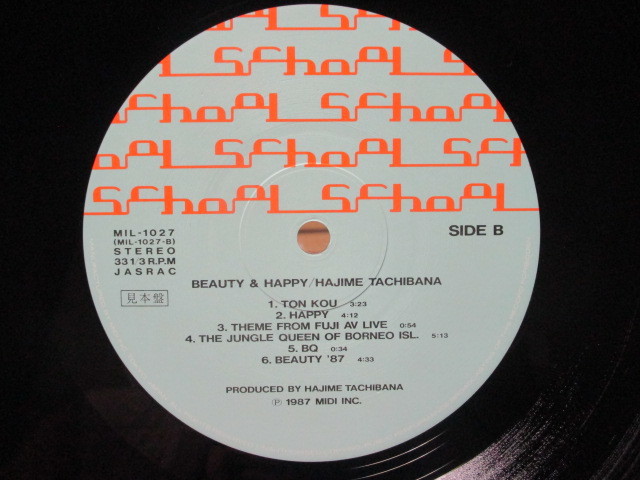 School
School School
School School School
School School School
School School School
MIL-1027
(MIL-1027-B)
STEREO
33 1/3 R.P.M
JASRAC
見本盤
SIDE B
BEAUTY & HAPPY/HAJIME TACHIBANA
1. TON KOU 3:23
2. HAPPY 4:12
3. THEME FROM FUJI AV LIVE 0:54
4. THE JUNGLE QUEEN OF BORNEO ISL. 5:13
5. BQ 0:34
6. BEAUTY '87 4:33
PRODUCED BY HAJIME TACHIBANA
Ⓟ 1987 MIDI INC.